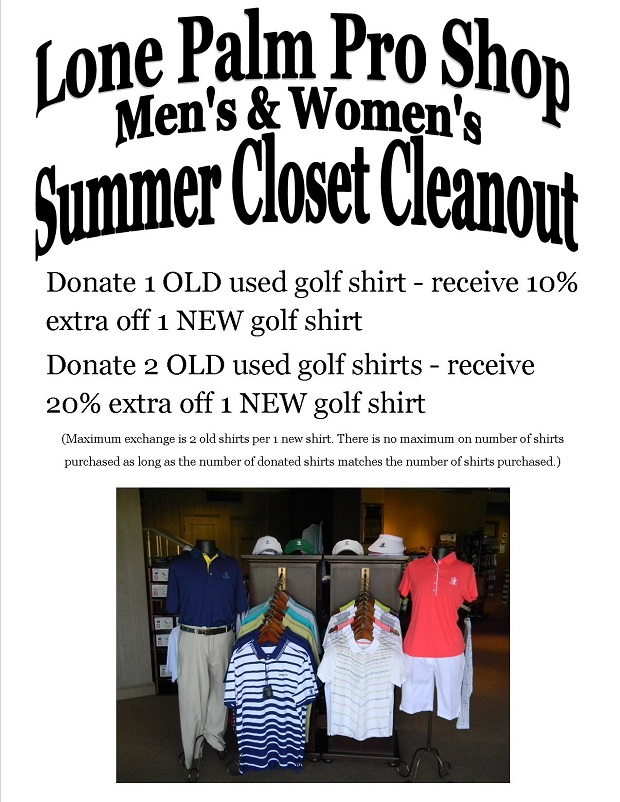 Lone Palm Pro Shop
Men's & Women's
Summer Closet Cleanout
Donate 1 OLD used golf shirt - receive 10%
extra off 1 NEW golf shirt
Donate 2 OLD used golf shirts - receive
20% extra off 1 NEW golf shirt
(Maximum exchange is 2 old shirts per 1 new shirt. There is no maximum on number of shirts
purchased as long as the number of donated shirts matches the number of shirts purchased.)